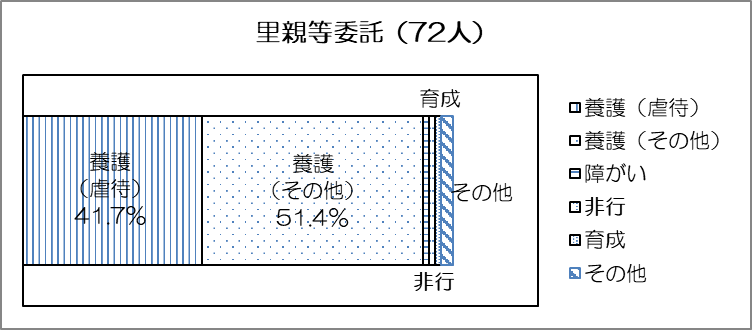 里親等委託（72人）
育成
養護
（虐待）
41.7%
養護
（その他）
51.4%
その他
非行
養護（虐待）
養護（その他）
障がい
非行
育成
その他